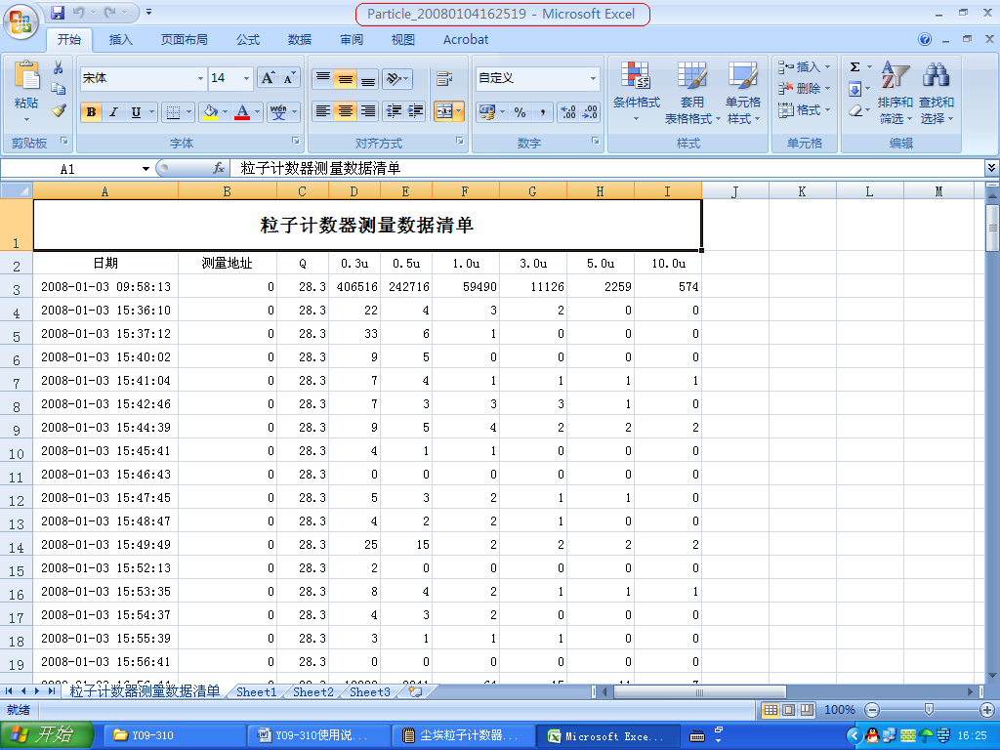 Particle_20080104162519 - Microsoft Excel
开始 插入 页面布局 公式 数据 审阅 视图 Acrobat
粘贴
剪贴板
宋体 14
B I U
字体
对齐方式
自定义
% ,
数字
条件格式 套用 表格格式 单元格 样式
样式
插入
删除
格式
单元格
Σ 排序和 筛选 查找和 选择
编辑
A1 fx 粒子计数器测量数据清单
A B C D E F G H I J K L M
1 粒子计数器测量数据清单
2 日期 测量地址 Q 0.3u 0.5u 1.0u 3.0u 5.0u 10.0u
3 2008-01-03 09:58:13 0 28.3 406516 242716 59490 11126 2259 574
4 2008-01-03 15:36:10 0 28.3 22 4 3 2 0 0
5 2008-01-03 15:37:12 0 28.3 33 6 1 0 0 0
6 2008-01-03 15:40:02 0 28.3 9 5 0 0 0 0
7 2008-01-03 15:41:04 0 28.3 7 4 1 1 1 1
8 2008-01-03 15:42:46 0 28.3 7 3 3 3 1 0
9 2008-01-03 15:44:39 0 28.3 9 5 4 2 2 2
10 2008-01-03 15:45:41 0 28.3 4 1 1 0 0 0
11 2008-01-03 15:46:43 0 28.3 0 0 0 0 0 0
12 2008-01-03 15:47:45 0 28.3 5 3 2 1 1 0
13 2008-01-03 15:48:47 0 28.3 4 2 2 1 0 0
14 2008-01-03 15:49:49 0 28.3 25 15 2 2 2 2
15 2008-01-03 15:52:13 0 28.3 2 0 0 0 0 0
16 2008-01-03 15:53:35 0 28.3 8 4 2 1 1 1
17 2008-01-03 15:54:37 0 28.3 4 3 2 0 0 0
18 2008-01-03 15:55:39 0 28.3 3 1 1 1 0 0
19 2008-01-03 15:56:41 0 28.3 0 0 0 0 0 0
粒子计数器测量数据清单 Sheet1 Sheet2 Sheet3
就绪 100%
开始 Y09-310 Y09-310使用说... 尘埃粒子计数器... Microsoft Exce... 16:25